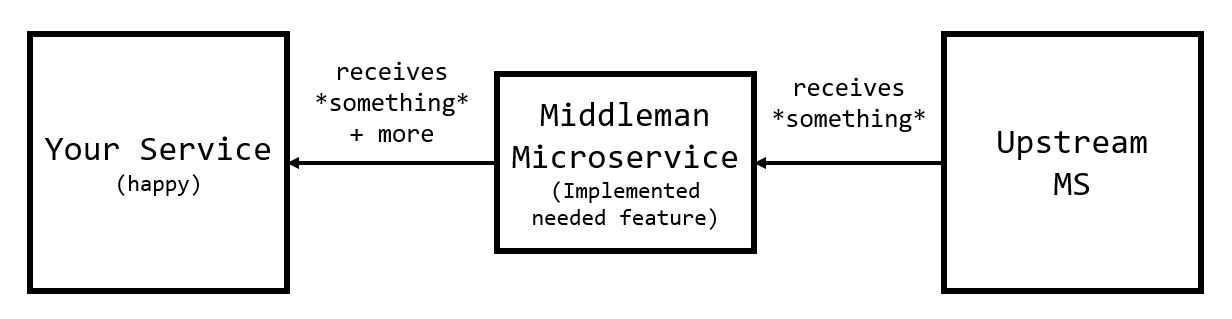 Your Service
(happy)
receives
*something*
+ more
Middleman
Microservice
(Implemented
needed feature)
receives
*something*
Upstream
MS